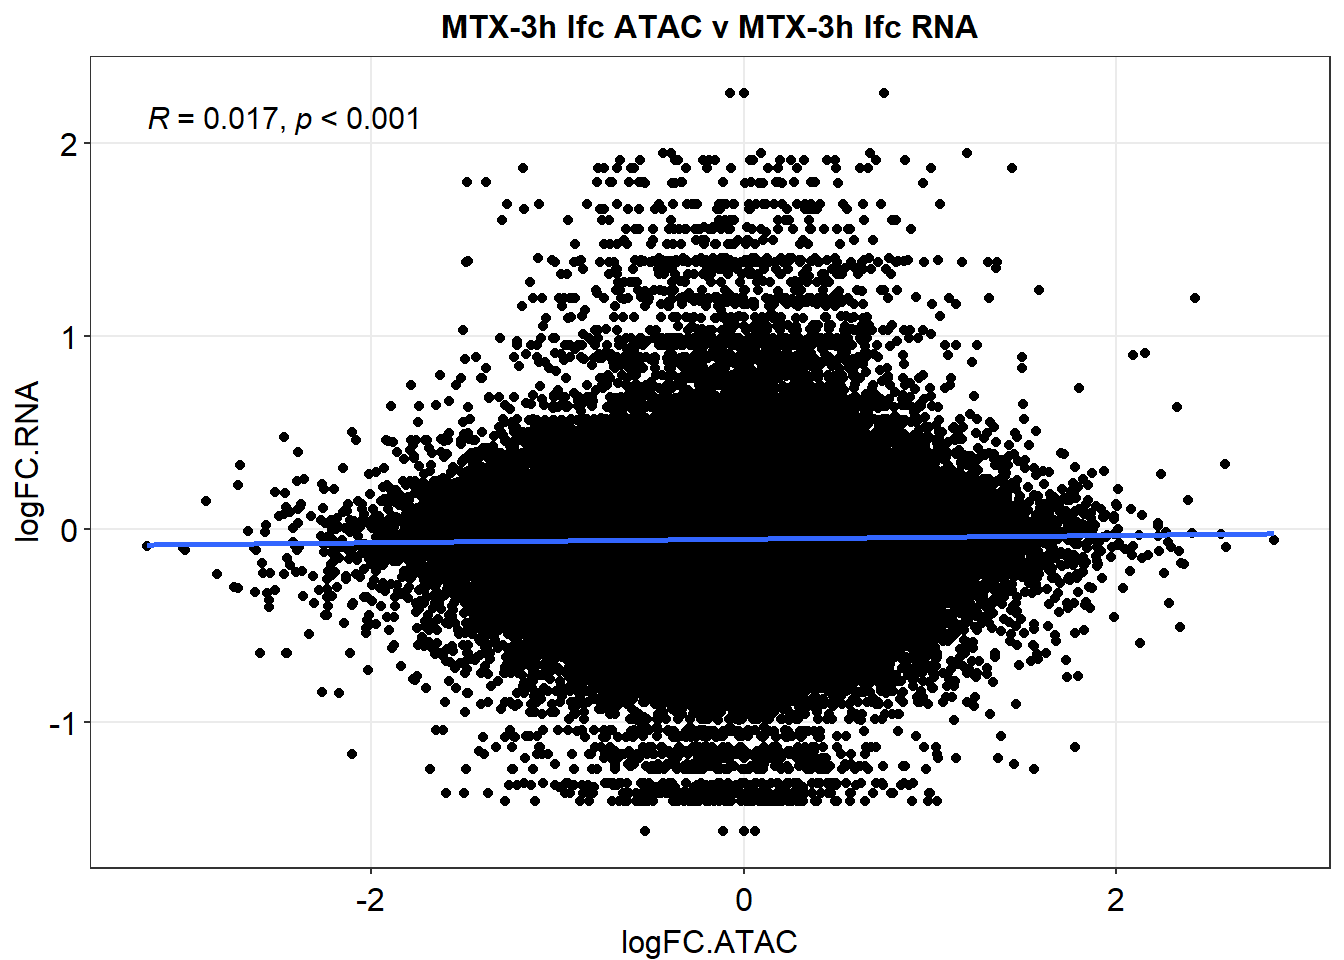 MTX-3h lfc ATAC v MTX-3h lfc RNA
R = 0.017, p < 0.001
2
1
0
-1
logFC.RNA
-2
0
2
logFC.ATAC